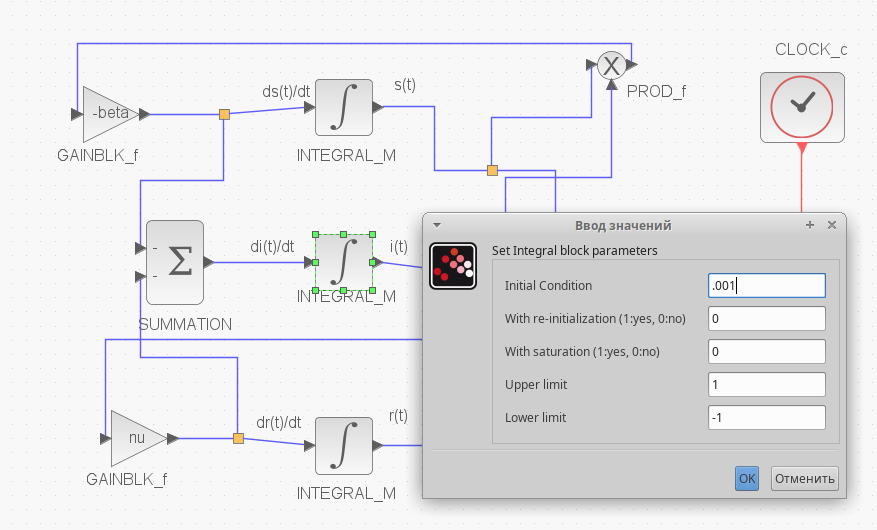 CLOCK_c
ds(t)/dt
s(t)
X
PROD_f
-beta
∫
GAINBLK_f
INTEGRAL_M
Ввод значений
di(t)/dt
i(t)
-
-
Σ
∫
Set Integral block parameters
Initial Condition
.001
INTEGRAL_M
With re-initialization (1:yes, 0:no)
0
SUMMATION
With saturation (1:yes, 0:no)
0
Upper limit
1
dr(t)/dt
r(t)
Lower limit
-1
nu
∫
GAINBLK_f
INTEGRAL_M
OK
Отменить